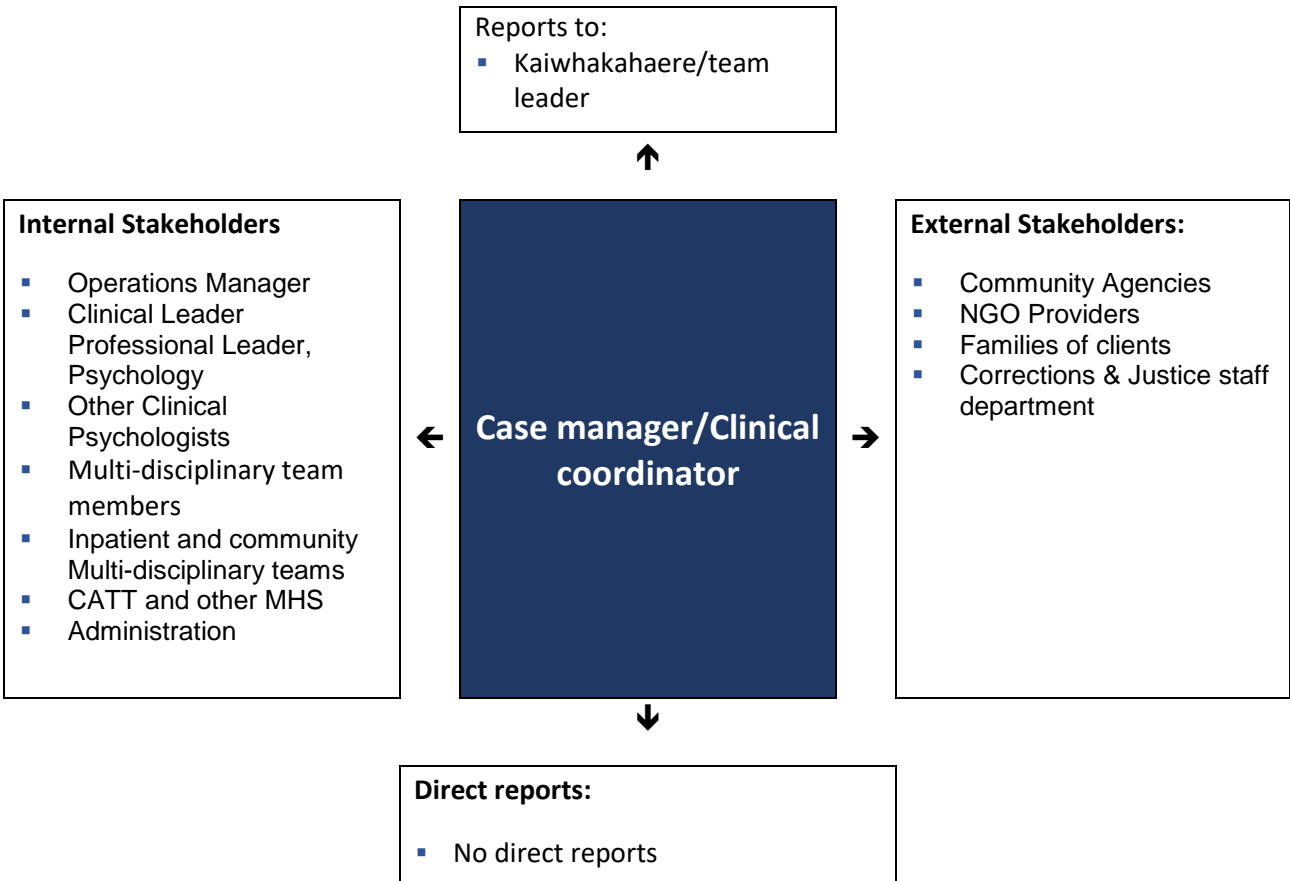 Reports to:
▪ Kaiwhakahaere/team
leader
Internal Stakeholders
▪ Operations Manager
▪ Clinical Leader
Professional Leader,
Psychology
▪ Other Clinical
Psychologists
▪ Multi-disciplinary team
members
▪ Inpatient and community
Multi-disciplinary teams
▪ CATT and other MHS
▪ Administration
Case manager/Clinical
coordinator
External Stakeholders:
▪ Community Agencies
▪ NGO Providers
▪ Families of clients
▪ Corrections & Justice staff
department
Direct reports:
▪ No direct reports